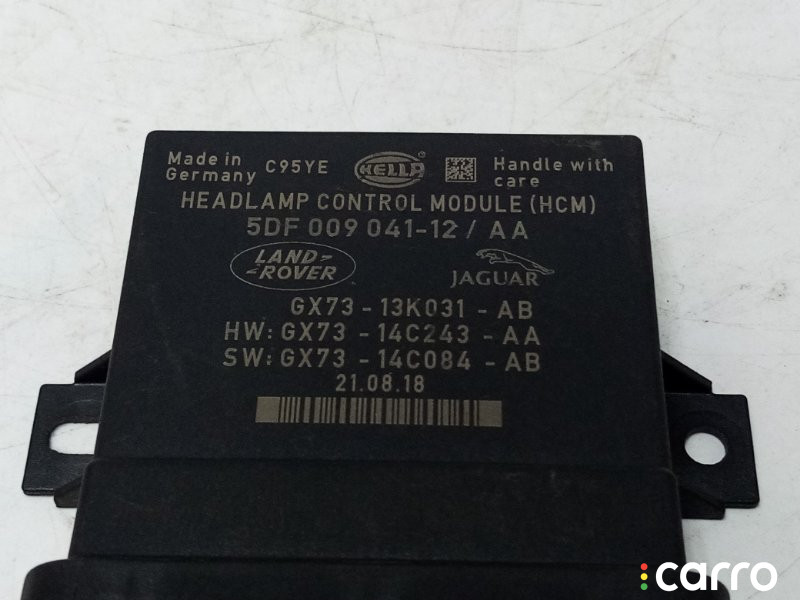 Made in Germany C95YE HELLA Handle with care
HEADLAMP CONTROL MODULE (HCM)
5DF 009 041-12 / AA
LAND-
-ROVER
JAGUAR
GX73 - 13K031 - AB
HW: GX73 - 14C243 - AA
SW: GX73 - 14C084 - AB
21.08.18
carro